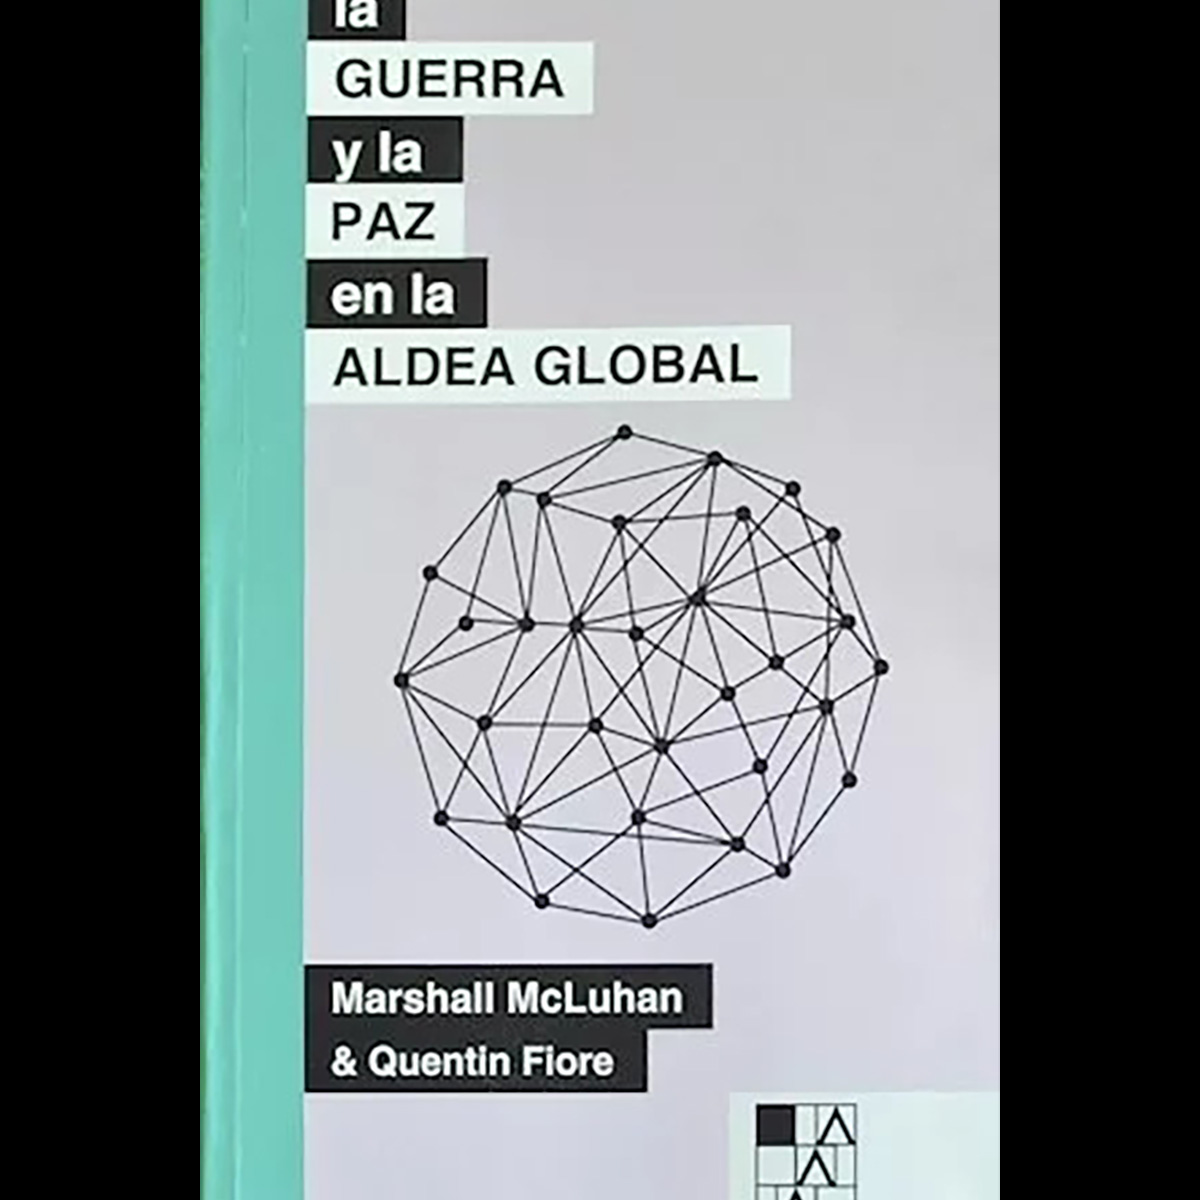 la
GUERRA
y la
PAZ
en la
ALDEA GLOBAL
Marshall McLuhan
& Quentin Fiore